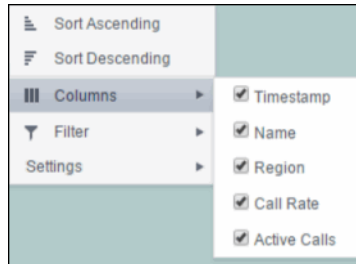 Sort Ascending
Sort Descending
Columns
Filter
Settings
Timestamp
Name
Region
Call Rate
Active Calls